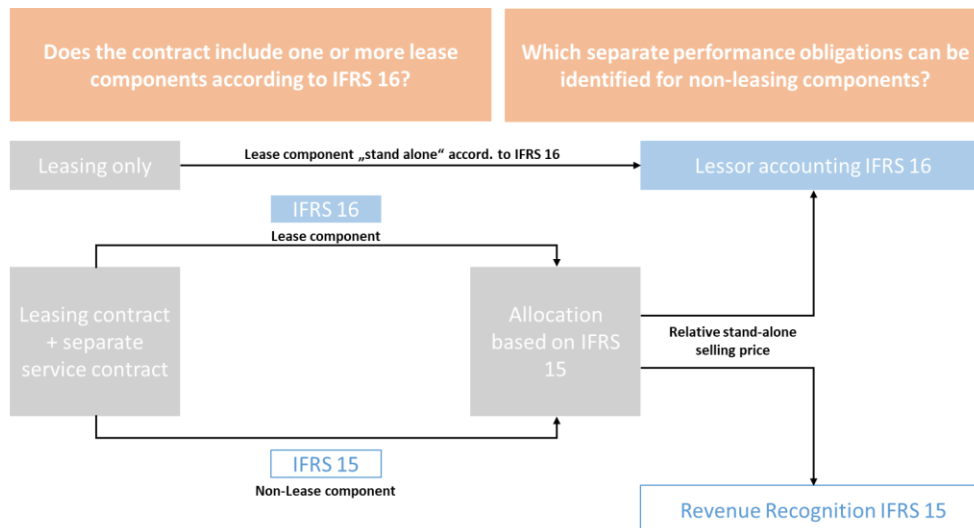 Does the contract include one or more lease
components according to IFRS 16?
Which separate performance obligations can be
identified for non-leasing components?
Leasing only
Lease component „stand alone“ accord. to IFRS 16
Lessor accounting IFRS 16
IFRS 16
Lease component
Leasing contract
+ separate
service contract
Allocation
based on IFRS
15
Relative stand-alone
selling price
IFRS 15
Non-Lease component
Revenue Recognition IFRS 15